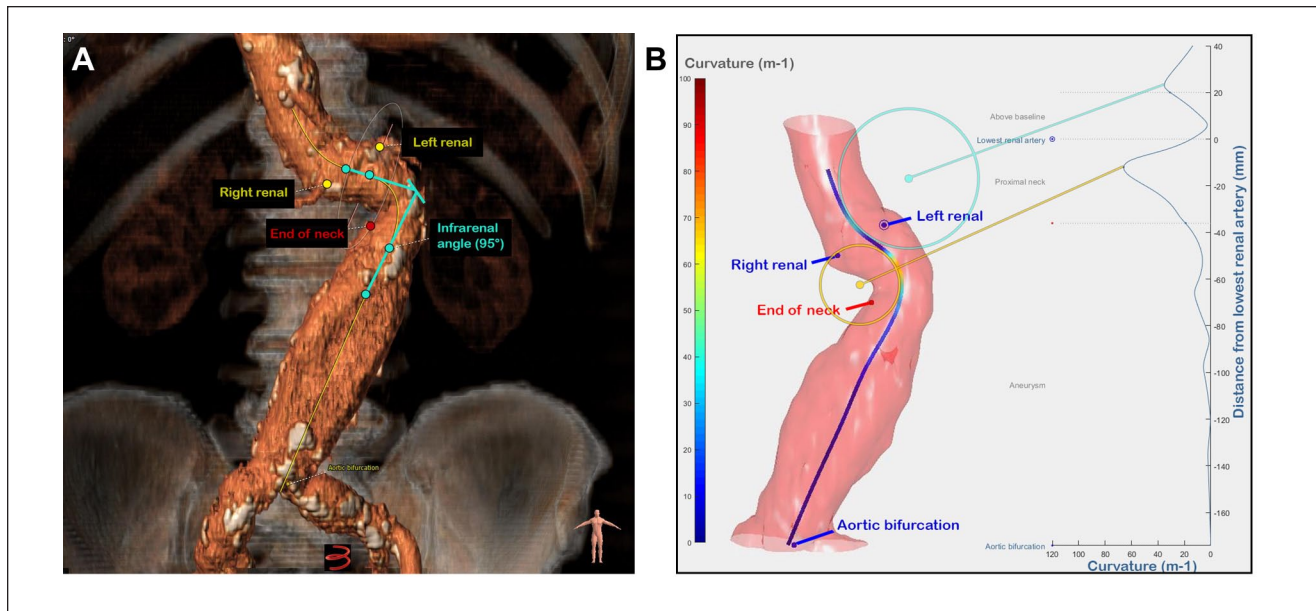 A
: 0°
Left renal
Right renal
End of neck
Infrarenal
angle (95°)
Aortic bifurcation
B
Curvature (m-1)
100
90
80
70
60
50
40
30
20
10
0
Left renal
Right renal
End of neck
Aortic bifurcation
Above baseline
Lowest renal artery
Proximal neck
Aneurysm
Aortic bifurcation
40
20
0
-20
-40
-60
-80
-100
-120
-140
-160
Distance from lowest renal artery (mm)
120
100
80
60
40
20
0
Curvature (m-1)